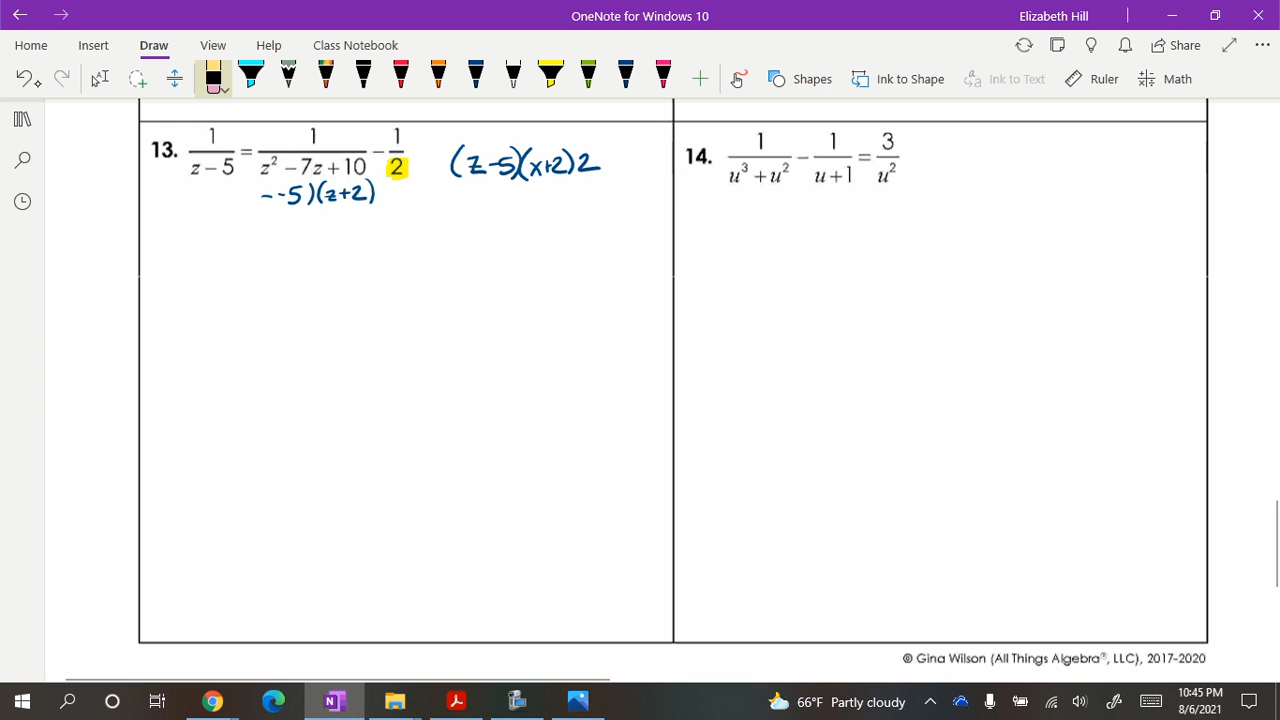 OneNote for Windows 10
Elizabeth Hill
Home Insert Draw View Help Class Notebook
Share
Ink to Shape Ink to Text Ruler Math Shapes
13. 1/(z − 5) = 1/(z² − 7z + 10) − 1/2 (z-5)(x+2)2
--5)(z+2)
14. 1/(u³ + u²) − 1/(u + 1) = 3/u²
© Gina Wilson (All Things Algebra®, LLC), 2017-2020
66°F Partly cloudy
10:45 PM
8/6/2021